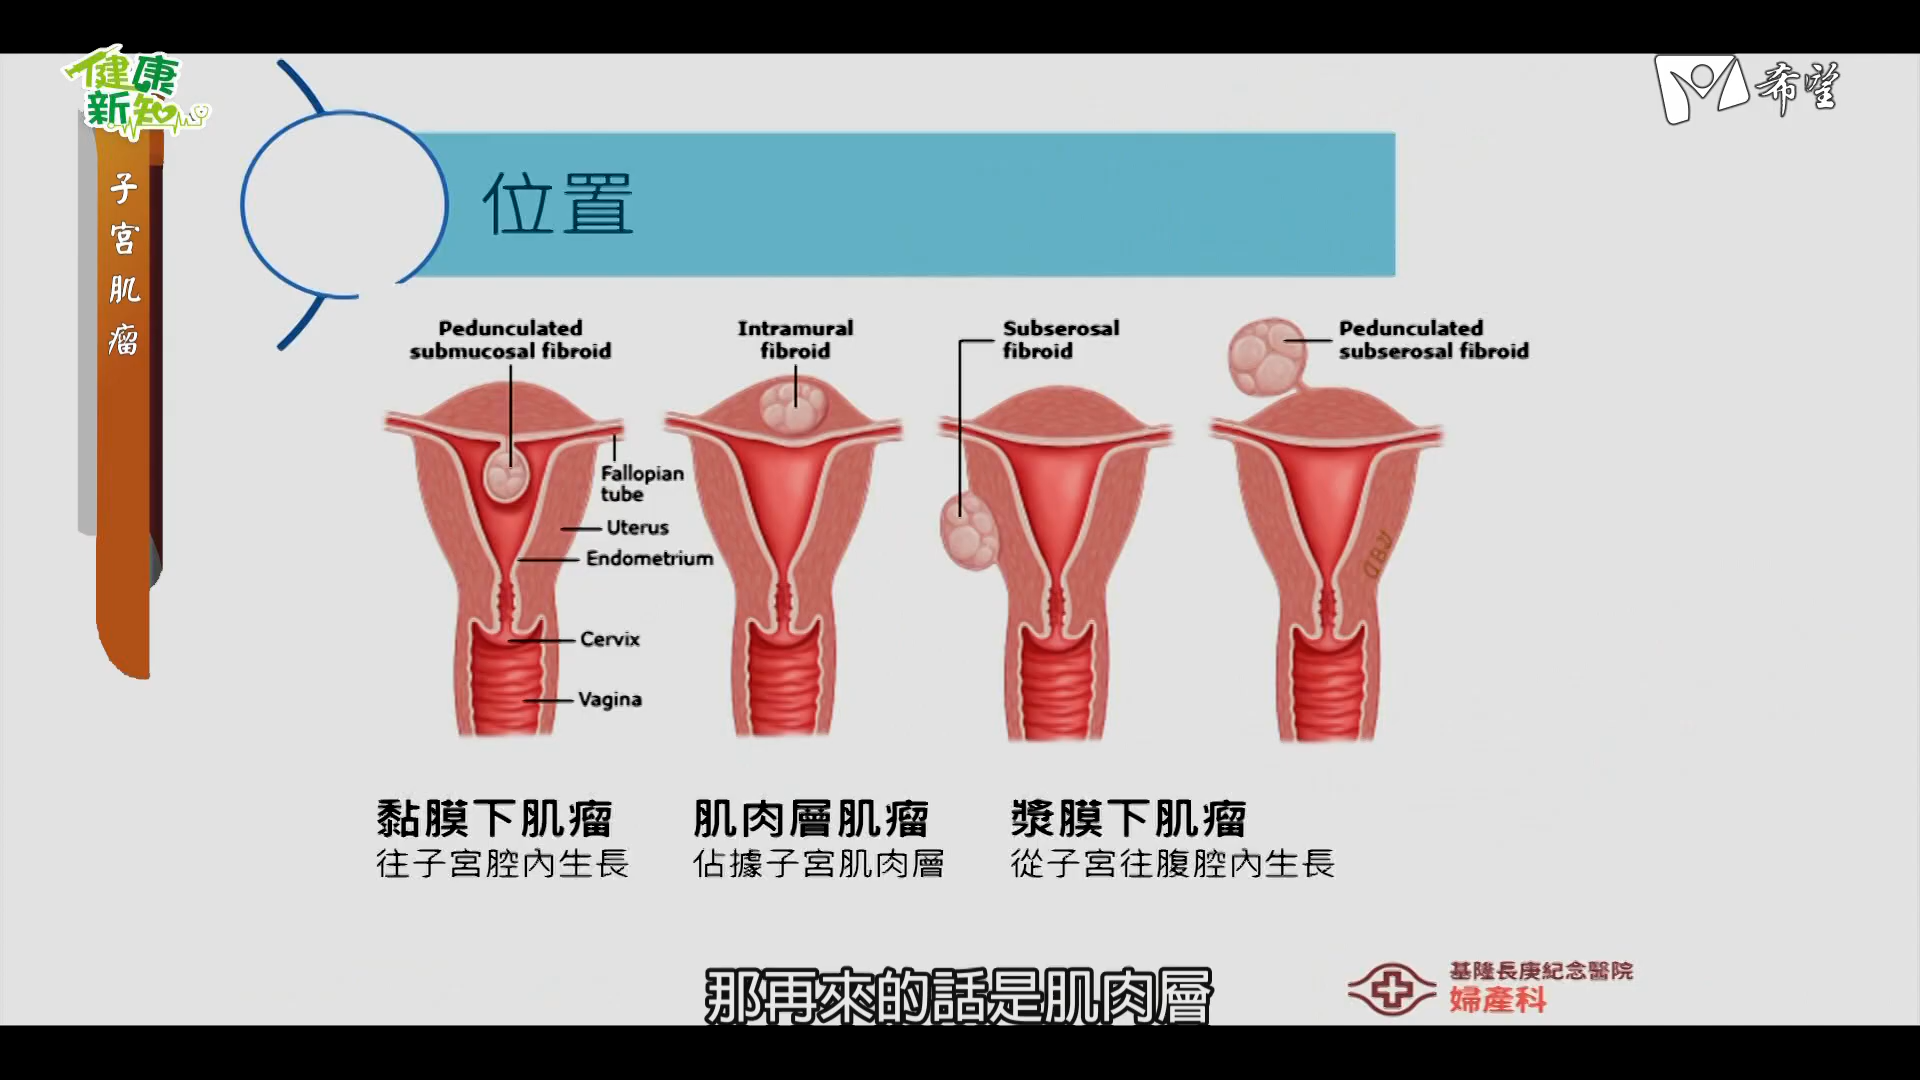 健康
新知
希望
子宮肌瘤
位置
Pedunculated
submucosal fibroid
Intramural
fibroid
Subserosal
fibroid
Pedunculated
subserosal fibroid
Fallopian
tube
Uterus
Endometrium
Cervix
Vagina
黏膜下肌瘤
往子宮腔內生長
肌肉層肌瘤
佔據子宮肌肉層
漿膜下肌瘤
從子宮往腹腔內生長
那再來的話是肌肉層
基隆長庚紀念醫院
婦產科